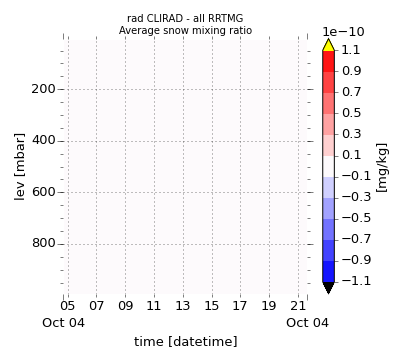 rad CLIRAD - all RRTMG
Average snow mixing ratio
1e−10
1.1
0.9
0.7
0.5
0.3
0.1
−0.1
−0.3
−0.5
−0.7
−0.9
−1.1
[mg/kg]
lev [mbar]
200
400
600
800
05 07 09 11 13 15 17 19 21
Oct 04 Oct 04
time [datetime]